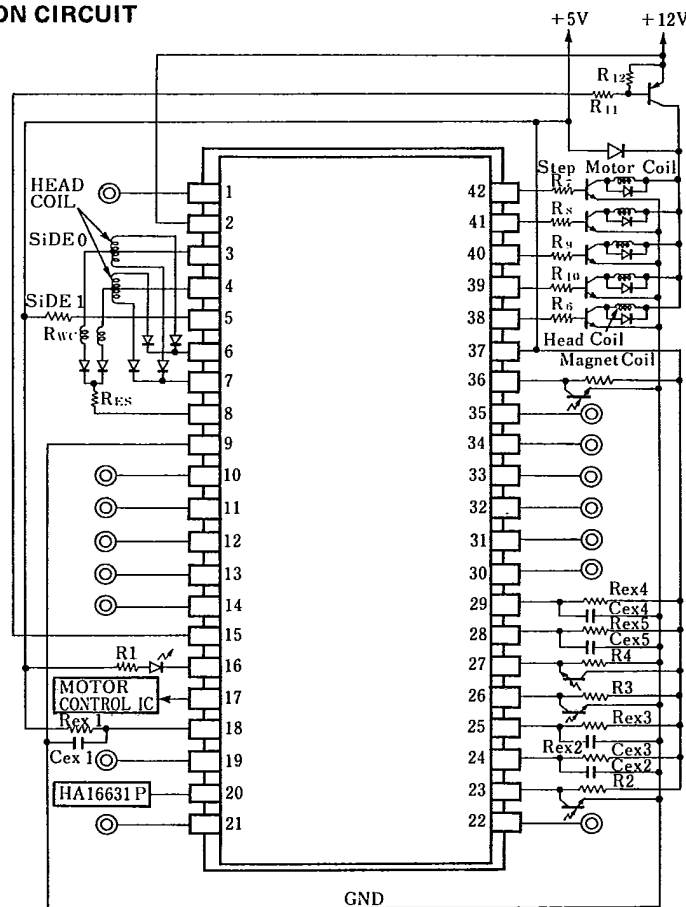 ON CIRCUIT
+5V +12V
R12
R11
HEAD COIL
SiDE0
SiDE1
RWC
RES
Step Motor Coil
R7
R8
R9
R10
R6
Head Coil
Magnet Coil
1 42
2 41
3 40
4 39
5 38
6 37
7 36
8 35
9 34
10 33
11 32
12 31
13 30
14 29
15 28
16 27
17 26
18 25
19 24
20 23
21 22
Rex4
Cex4
Rex5
Cex5
R4
R3
Rex3
Rex2
Cex3
Cex2
R2
R1
MOTOR
CONTROL IC
Rex 1
Cex 1
HA16631P
GND